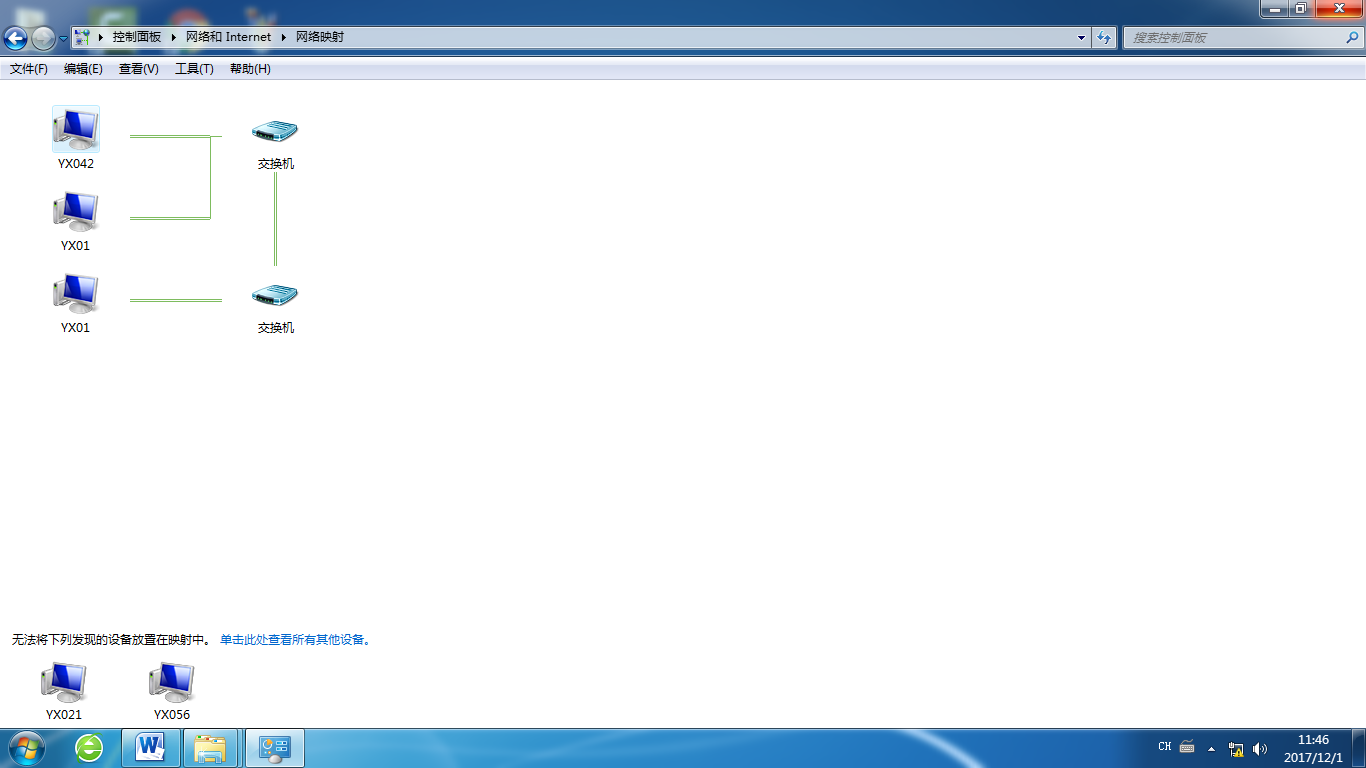 控制面板 网络和 Internet 网络映射
搜索控制面板
文件(F) 编辑(E) 查看(V) 工具(T) 帮助(H)
YX042
交换机
YX01
YX01
交换机
无法将下列发现的设备放置在映射中。 单击此处查看所有其他设备。
YX021
YX056
CH
11:46
2017/12/1